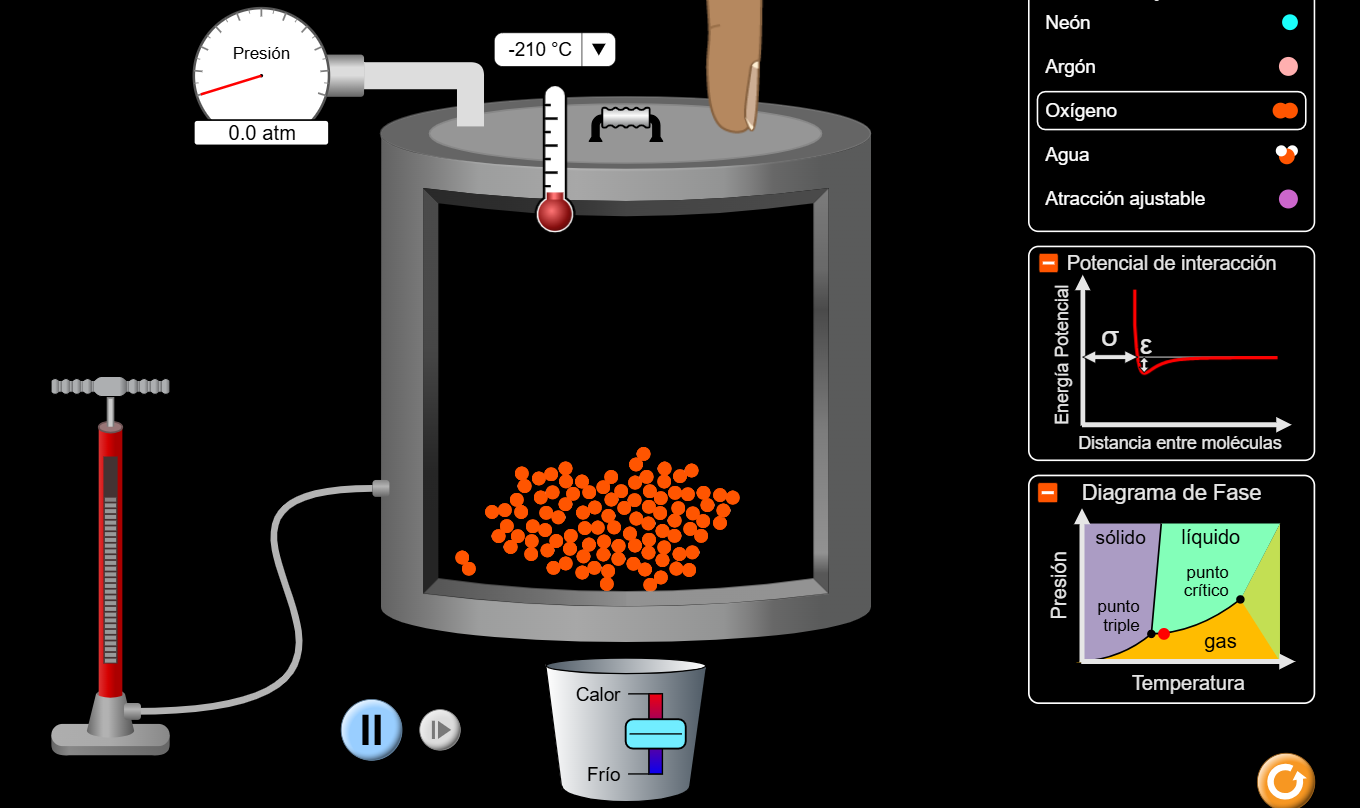 Presión
0.0 atm
-210 °C
Neón
Argón
Oxígeno
Agua
Atracción ajustable
Potencial de interacción
Energía Potencial
σ
ε
Distancia entre moléculas
Diagrama de Fase
Presión
sólido
líquido
punto
crítico
punto
triple
gas
Temperatura
Calor
Frío